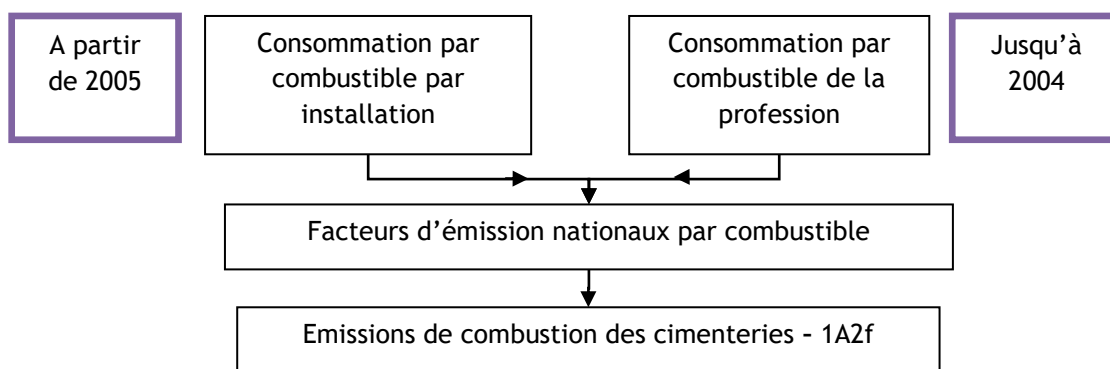 A partir
de 2005
Consommation par
combustible par
installation
Consommation par
combustible de la
profession
Jusqu’à
2004
Facteurs d’émission nationaux par combustible
Emissions de combustion des cimenteries – 1A2f